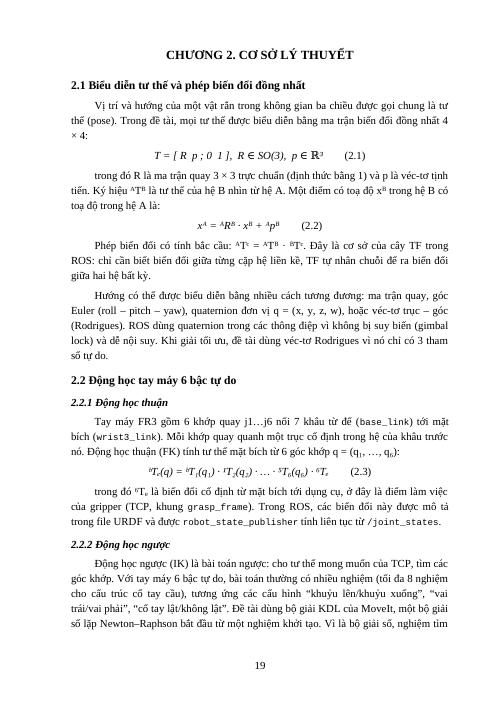 CHƯƠNG 2. CƠ SỞ LÝ THUYẾT
2.1 Biểu diễn tư thế và phép biến đổi đồng nhất
Vị trí và hướng của một vật rắn trong không gian ba chiều được gọi chung là tư
thế (pose). Trong đề tài, mọi tư thế được biểu diễn bằng ma trận biến đổi đồng nhất 4
× 4:
T = [ R p ; 0 1 ], R ∈ SO(3), p ∈ ℝ³ (2.1)
trong đó R là ma trận quay 3 × 3 trực chuẩn (định thức bằng 1) và p là véc-tơ tịnh
tiến. Ký hiệu ᴬTᴮ là tư thế của hệ B nhìn từ hệ A. Một điểm có toạ độ xᴮ trong hệ B có
toạ độ trong hệ A là:
xᴬ = ᴬRᴮ · xᴮ + ᴬpᴮ (2.2)
Phép biến đổi có tính bắc cầu: ᴬTᶜ = ᴬTᴮ · ᴮTᶜ. Đây là cơ sở của cây TF trong
ROS: chỉ cần biết biến đổi giữa từng cặp hệ liền kề, TF tự nhân chuỗi để ra biến đổi
giữa hai hệ bất kỳ.
Hướng có thể được biểu diễn bằng nhiều cách tương đương: ma trận quay, góc
Euler (roll – pitch – yaw), quaternion đơn vị q = (x, y, z, w), hoặc véc-tơ trục – góc
(Rodrigues). ROS dùng quaternion trong các thông điệp vì không bị suy biến (gimbal
lock) và dễ nội suy. Khi giải tối ưu, đề tài dùng véc-tơ Rodrigues vì nó chỉ có 3 tham
số tự do.
2.2 Động học tay máy 6 bậc tự do
2.2.1 Động học thuận
Tay máy FR3 gồm 6 khớp quay j1…j6 nối 7 khâu từ đế (base_link) tới mặt
bích (wrist3_link). Mỗi khớp quay quanh một trục cố định trong hệ của khâu trước
nó. Động học thuận (FK) tính tư thế mặt bích từ 6 góc khớp q = (q₁, …, q₆):
ᵇTₑ(q) = ᵇT₁(q₁) · ¹T₂(q₂) · … · ⁵T₆(q₆) · ⁶Tₑ (2.3)
trong đó ⁶Tₑ là biến đổi cố định từ mặt bích tới dụng cụ, ở đây là điểm làm việc
của gripper (TCP, khung grasp_frame). Trong ROS, các biến đổi này được mô tả
trong file URDF và được robot_state_publisher tính liên tục từ /joint_states.
2.2.2 Động học ngược
Động học ngược (IK) là bài toán ngược: cho tư thế mong muốn của TCP, tìm các
góc khớp. Với tay máy 6 bậc tự do, bài toán thường có nhiều nghiệm (tối đa 8 nghiệm
cho cấu trúc cổ tay cầu), tương ứng các cấu hình “khuỷu lên/khuỷu xuống”, “vai
trái/vai phải”, “cổ tay lật/không lật”. Đề tài dùng bộ giải KDL của MoveIt, một bộ giải
số lặp Newton–Raphson bắt đầu từ một nghiệm khởi tạo. Vì là bộ giải số, nghiệm tìm
19